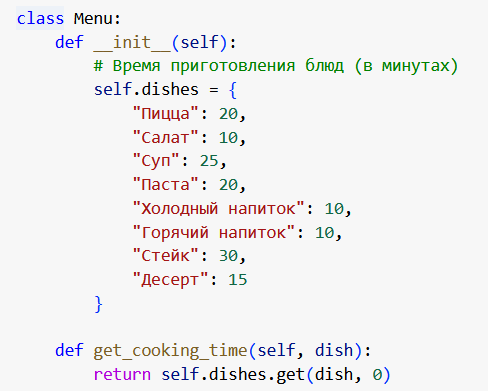 class Menu:
    def __init__(self):
        # Время приготовления блюд (в минутах)
        self.dishes = {
            "Пицца": 20,
            "Салат": 10,
            "Суп": 25,
            "Паста": 20,
            "Холодный напиток": 10,
            "Горячий напиток": 10,
            "Стейк": 30,
            "Десерт": 15
        }
    def get_cooking_time(self, dish):
        return self.dishes.get(dish, 0)